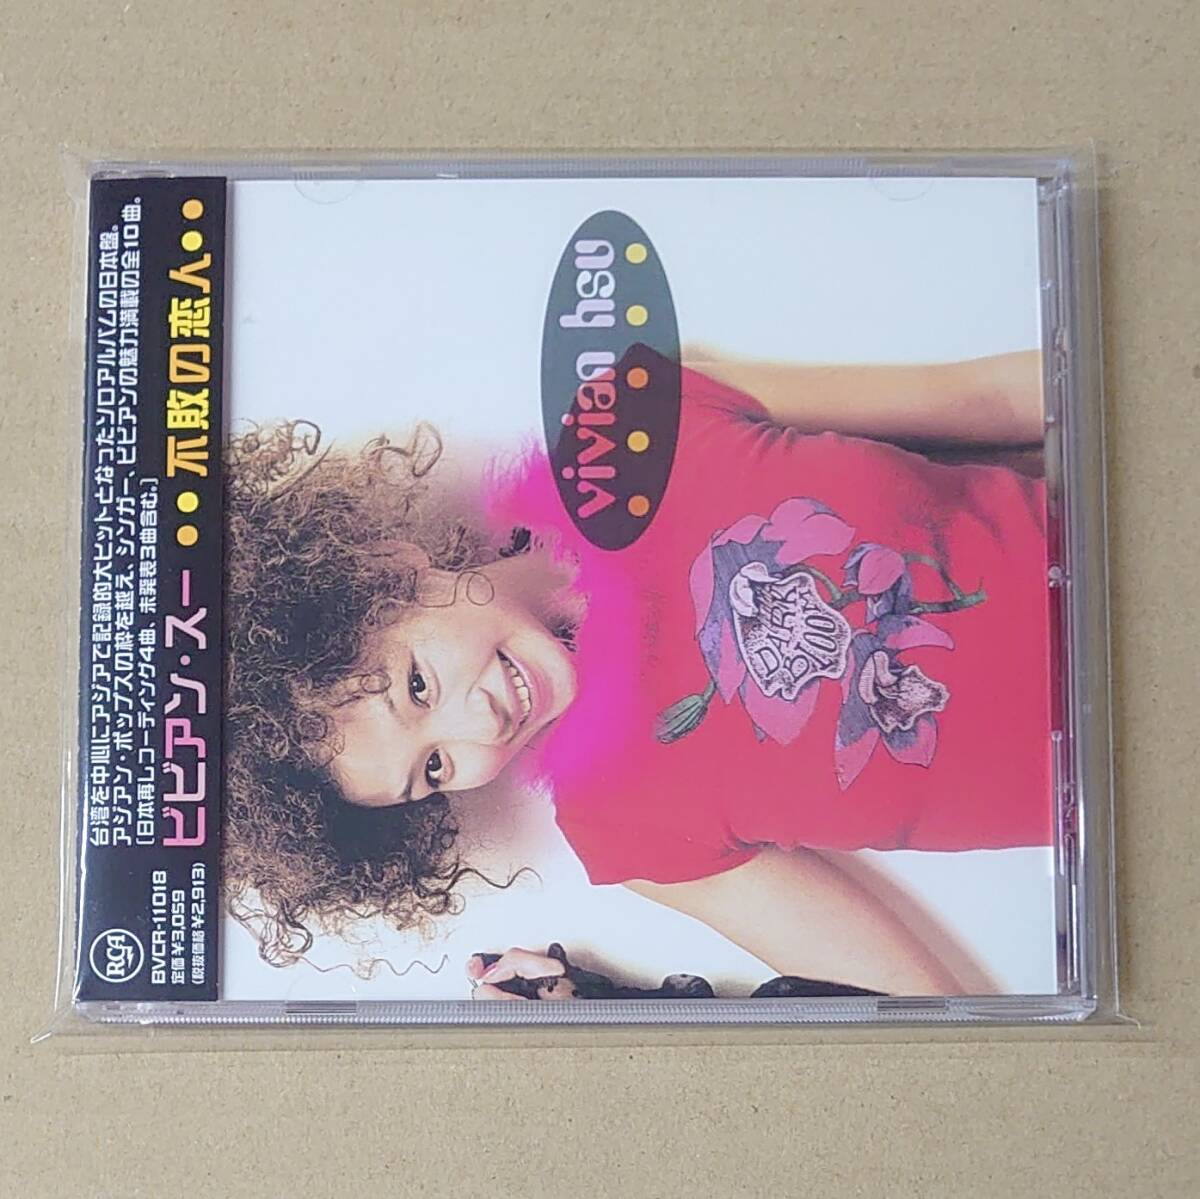 台湾を中心にアジアで記録的大ヒットとなったソロアルバムの日本盤。
アジアン・ポップスの枠を越え、シンガー、ビビアンの魅力満載の全10曲。
[日本再レコーディング4曲、未発表3曲含む。]
ビビアン・スー ●●不敗の恋人●●
RCA
BVCR-11018
定価￥3,059
(税抜価格￥2,913)
vivian hsu
DARK
STAR